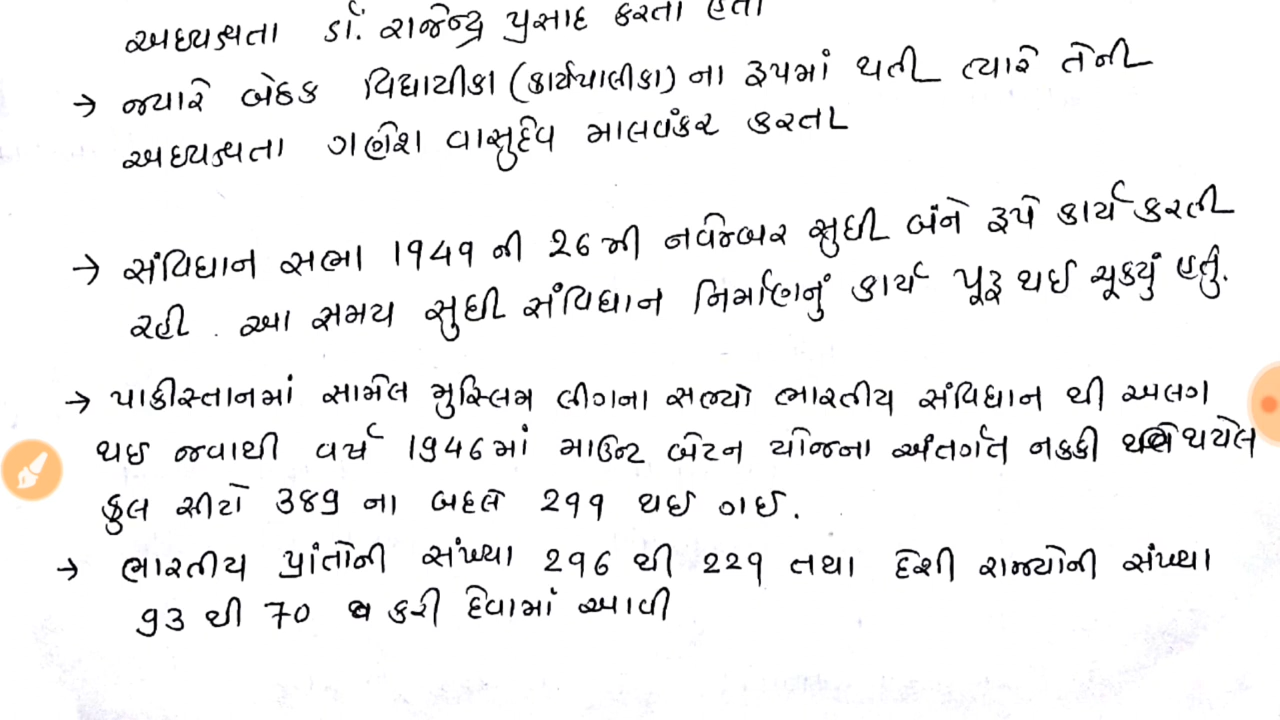 અધ્યક્ષતા ડૉ. રાજેન્દ્ર પ્રસાદ કરતા હતા
→ જ્યારે બેઠક વિધાયીકા (કાર્યપાલીકા) ના રૂપમાં થતી ત્યારે તેની
અધ્યક્ષતા ગણેશ વાસુદેવ માલવંકર કરતા
→ સંવિધાન સભા 1949 ની 26 મી નવેમ્બર સુધી બંને રૂપે કાર્ય કરતી
રહી . આ સમય સુધી સંવિધાન નિર્માણનું કાર્ય પૂરૂ થઈ ચૂક્યું હતું.
→ પાકીસ્તાનમાં સામેલ મુસ્લિમ લીગના સભ્યો ભારતીય સંવિધાન થી અલગ
થઇ જવાથી વર્ષ 1946 માં માઉન્ટ બેટન યોજના અંતર્ગત નક્કી થયેલ
કુલ સીટો 389 ના બદલે 299 થઈ ગઈ.
→ ભારતીય પ્રાંતોની સંખ્યા 296 થી 229 તથા દેશી રાજ્યોની સંખ્યા
93 થી 70 કરી દેવામાં આવી